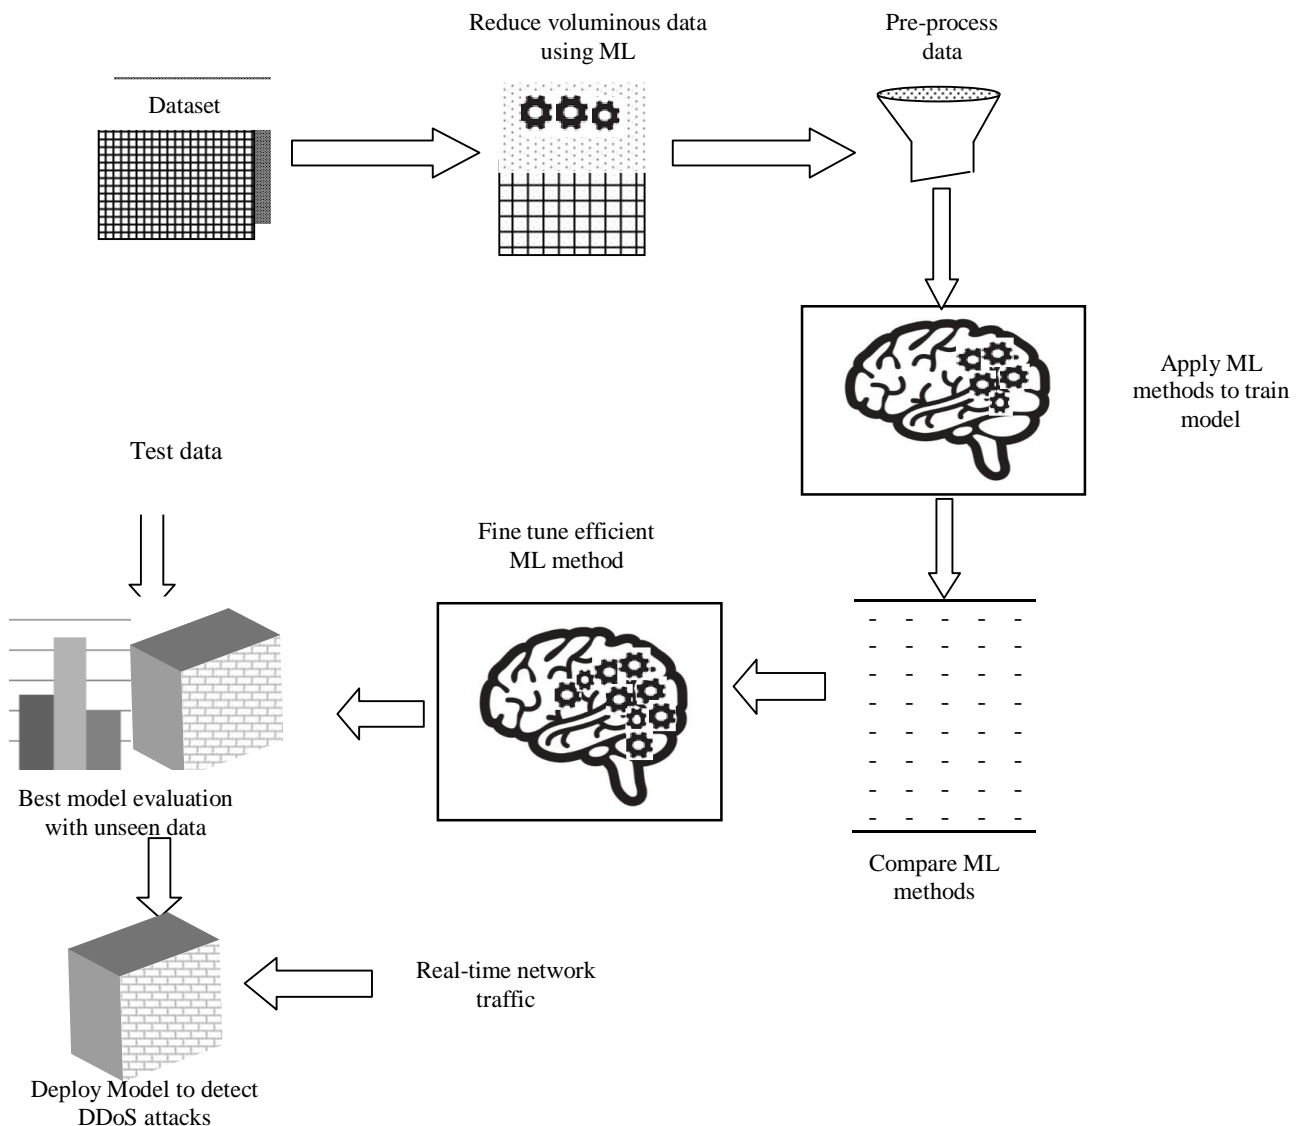 Reduce voluminous data
using ML
Pre-process
data
Dataset
Apply ML
methods to train
model
Test data
Fine tune efficient
ML method
Best model evaluation
with unseen data
Compare ML
methods
Real-time network
traffic
Deploy Model to detect
DDoS attacks